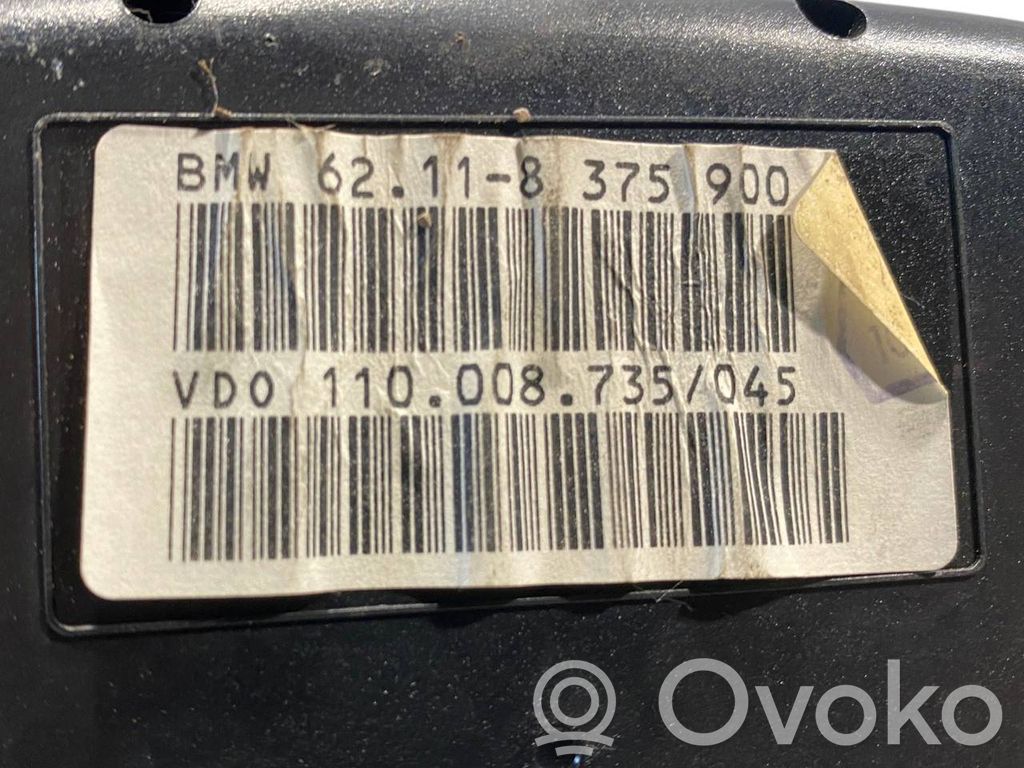 BMW 62.11-8 375 900
VDO 110.008.735/045
Ovoko